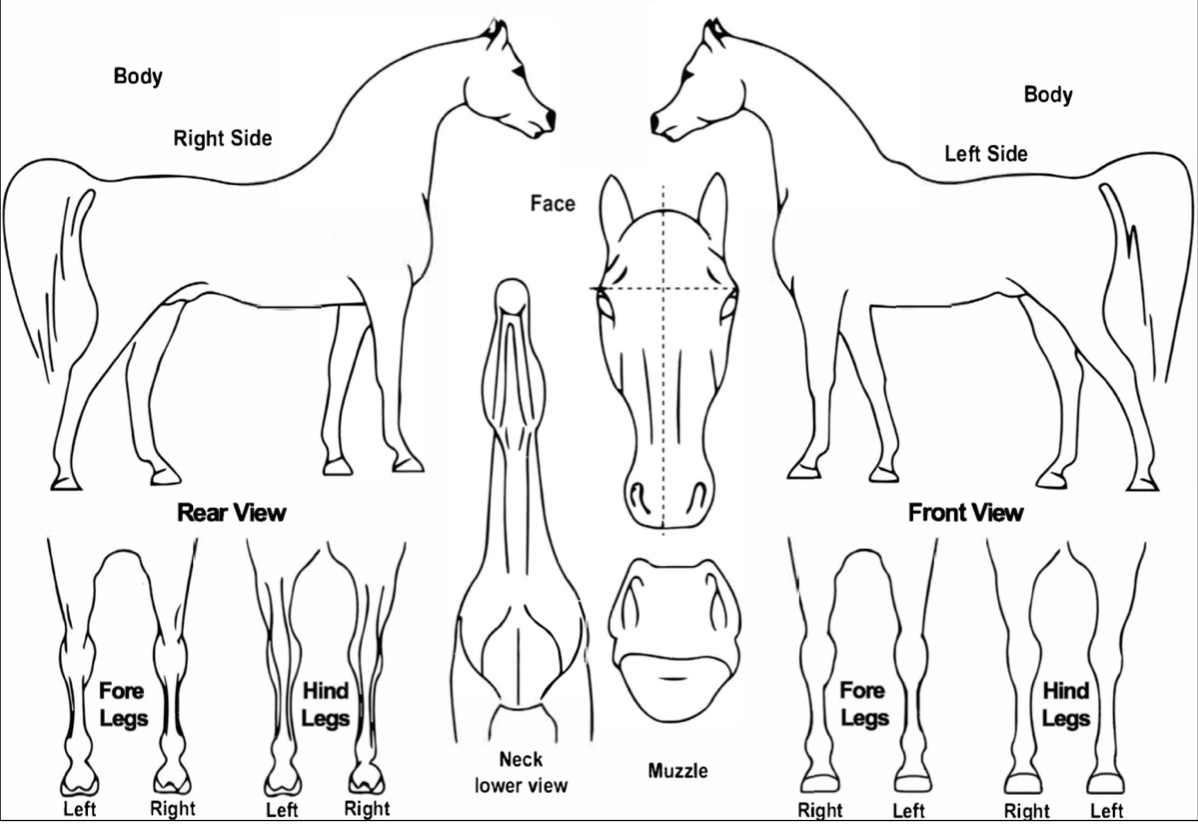 Body
Right Side
Body
Left Side
Face
Rear View
Front View
Fore
Legs
Hind
Legs
Left
Right
Left
Right
Neck
lower view
Muzzle
Fore
Legs
Hind
Legs
Right
Left
Right
Left